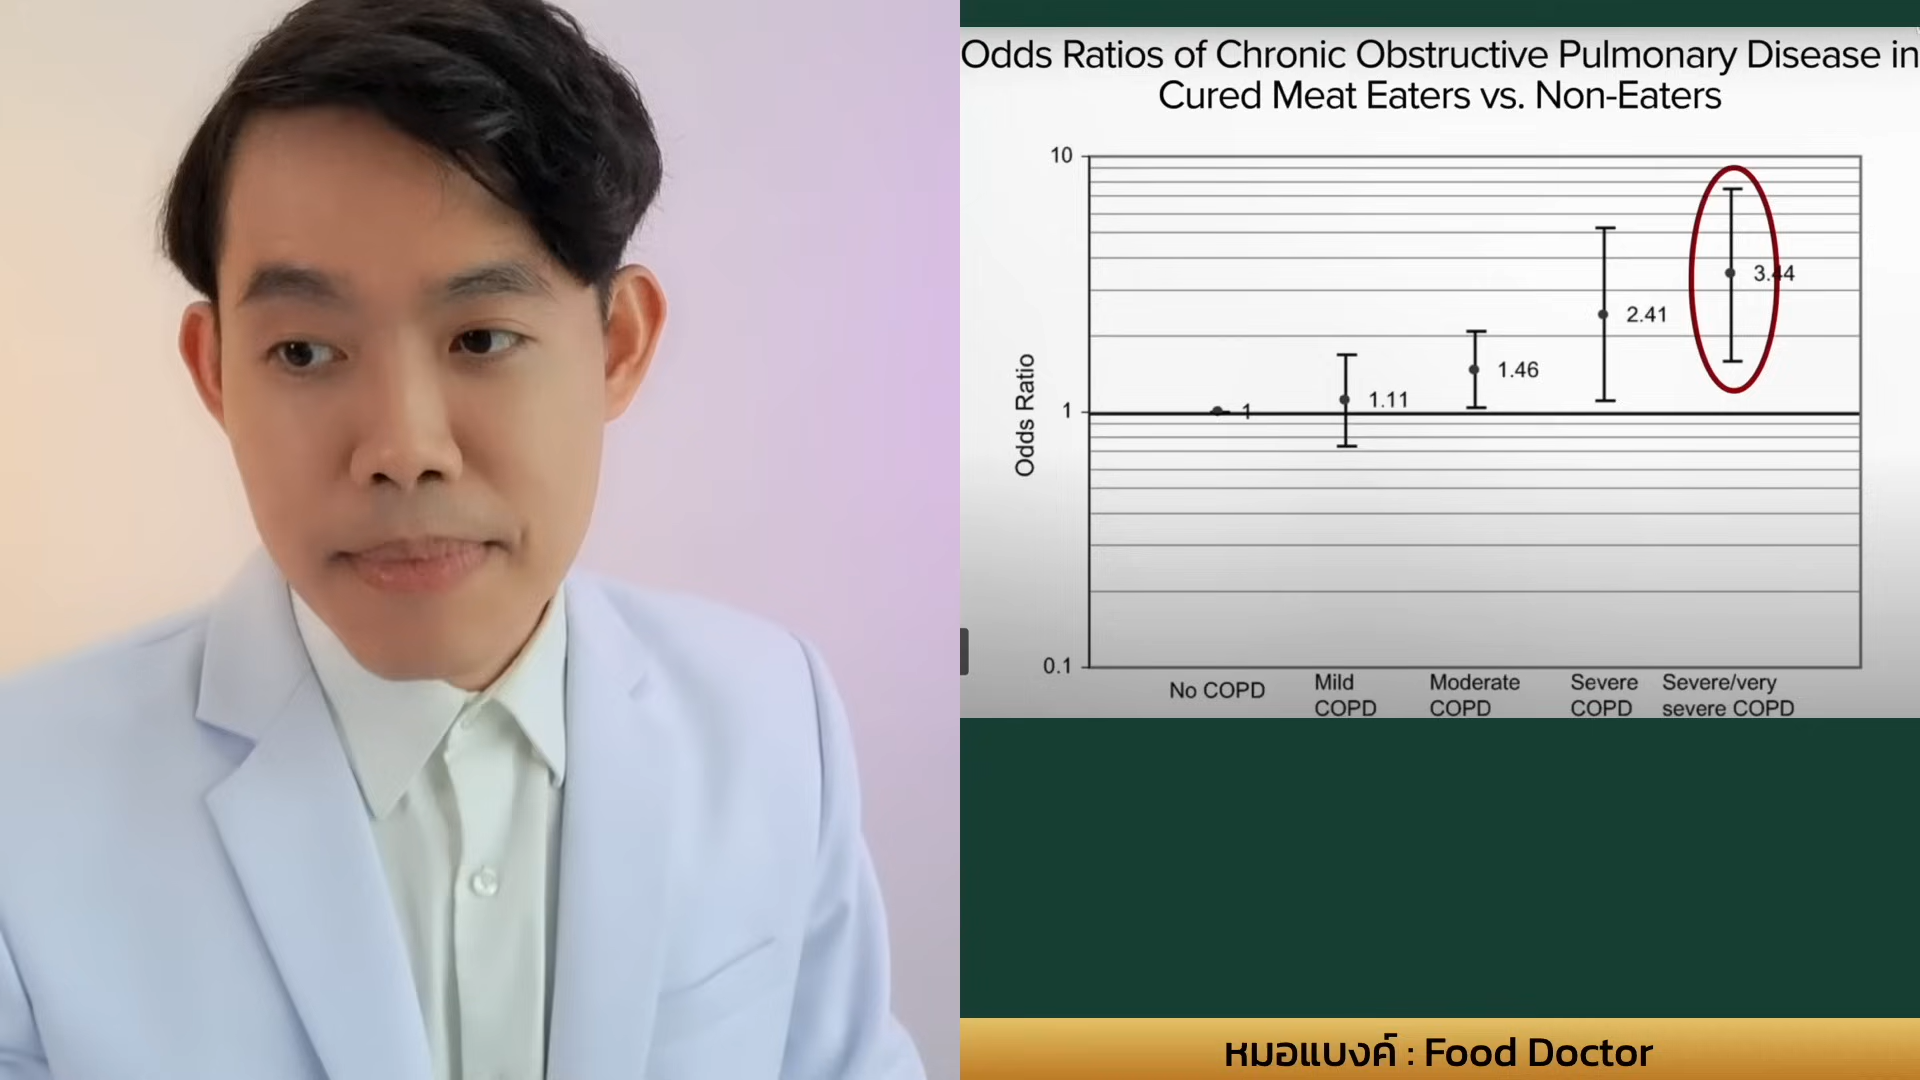 Odds Ratios of Chronic Obstructive Pulmonary Disease in
Cured Meat Eaters vs. Non-Eaters
10
3.44
2.41
1.46
1.11
1
1
Odds Ratio
0.1
No COPD
Mild
COPD
Moderate
COPD
Severe
COPD
Severe/very
severe COPD
หมอแบงค์ : Food Doctor